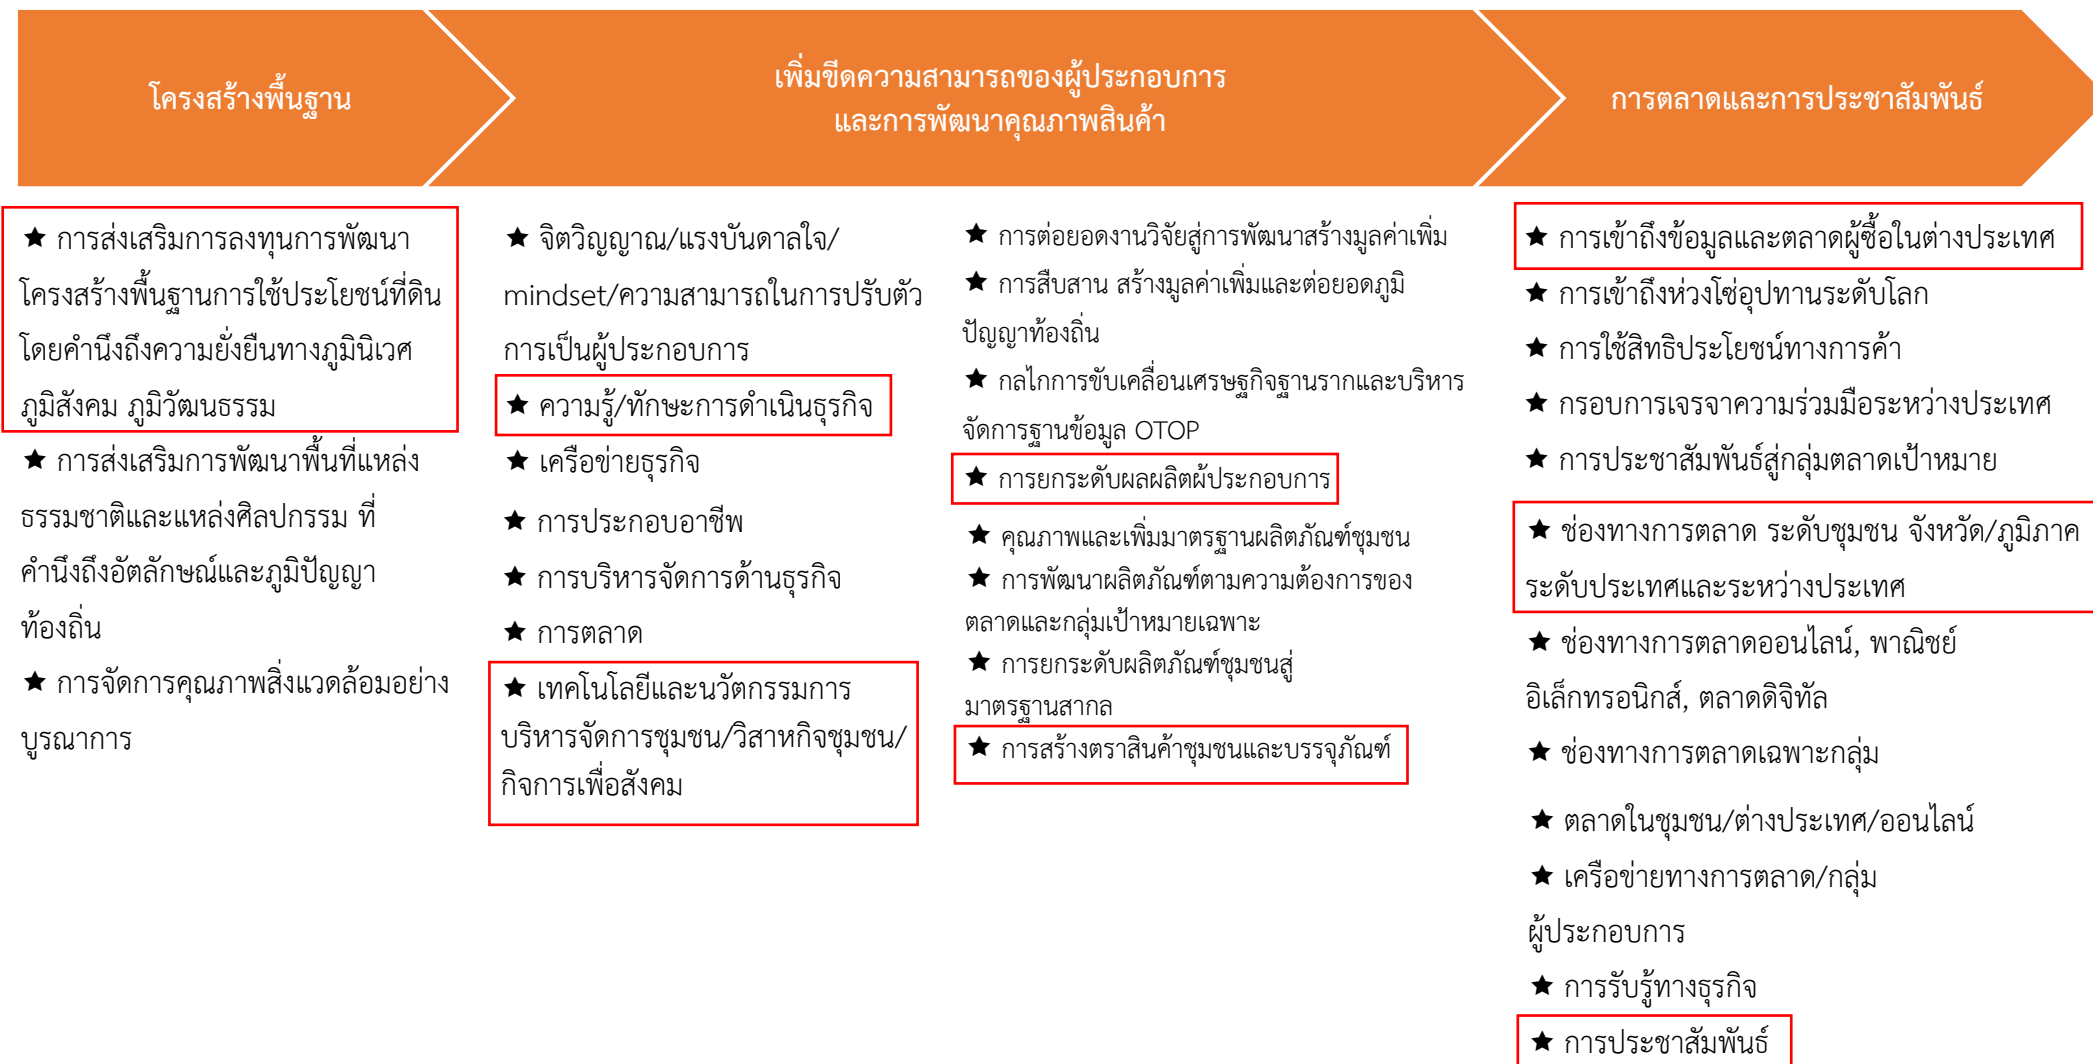 โครงสร้างพื้นฐาน
เพิ่มขีดความสามารถของผู้ประกอบการ
และการพัฒนาคุณภาพสินค้า
การตลาดและการประชาสัมพันธ์
★ การส่งเสริมการลงทุนการพัฒนา
โครงสร้างพื้นฐานการใช้ประโยชน์ที่ดิน
โดยคำนึงถึงความยั่งยืนทางภูมินิเวศ
ภูมิสังคม ภูมิวัฒนธรรม
★ การส่งเสริมการพัฒนาพื้นที่แหล่ง
ธรรมชาติและแหล่งศิลปกรรม ที่
คำนึงถึงอัตลักษณ์และภูมิปัญญา
ท้องถิ่น
★ การจัดการคุณภาพสิ่งแวดล้อมอย่าง
บูรณาการ
★ จิตวิญญาณ/แรงบันดาลใจ/
mindset/ความสามารถในการปรับตัว
การเป็นผู้ประกอบการ
★ ความรู้/ทักษะการดำเนินธุรกิจ
★ เครือข่ายธุรกิจ
★ การประกอบอาชีพ
★ การบริหารจัดการด้านธุรกิจ
★ การตลาด
★ เทคโนโลยีและนวัตกรรมการ
บริหารจัดการชุมชน/วิสาหกิจชุมชน/
กิจการเพื่อสังคม
★ การต่อยอดงานวิจัยสู่การพัฒนาสร้างมูลค่าเพิ่ม
★ การสืบสาน สร้างมูลค่าเพิ่มและต่อยอดภูมิ
ปัญญาท้องถิ่น
★ กลไกการขับเคลื่อนเศรษฐกิจฐานรากและบริหาร
จัดการฐานข้อมูล OTOP
★ การยกระดับผลผลิตผ้ประกอบการ
★ คุณภาพและเพิ่มมาตรฐานผลิตภัณฑ์ชุมชน
★ การพัฒนาผลิตภัณฑ์ตามความต้องการของ
ตลาดและกลุ่มเป้าหมายเฉพาะ
★ การยกระดับผลิตภัณฑ์ชุมชนสู่
มาตรฐานสากล
★ การสร้างตราสินค้าชุมชนและบรรจุภัณฑ์
★ การเข้าถึงข้อมูลและตลาดผู้ซื้อในต่างประเทศ
★ การเข้าถึงห่วงโซ่อุปทานระดับโลก
★ การใช้สิทธิประโยชน์ทางการค้า
★ กรอบการเจรจาความร่วมมือระหว่างประเทศ
★ การประชาสัมพันธ์สู่กลุ่มตลาดเป้าหมาย
★ ช่องทางการตลาด ระดับชุมชน จังหวัด/ภูมิภาค
ระดับประเทศและระหว่างประเทศ
★ ช่องทางการตลาดออนไลน์, พาณิชย์
อิเล็กทรอนิกส์, ตลาดดิจิทัล
★ ช่องทางการตลาดเฉพาะกลุ่ม
★ ตลาดในชุมชน/ต่างประเทศ/ออนไลน์
★ เครือข่ายทางการตลาด/กลุ่ม
ผู้ประกอบการ
★ การรับรู้ทางธุรกิจ
★ การประชาสัมพันธ์